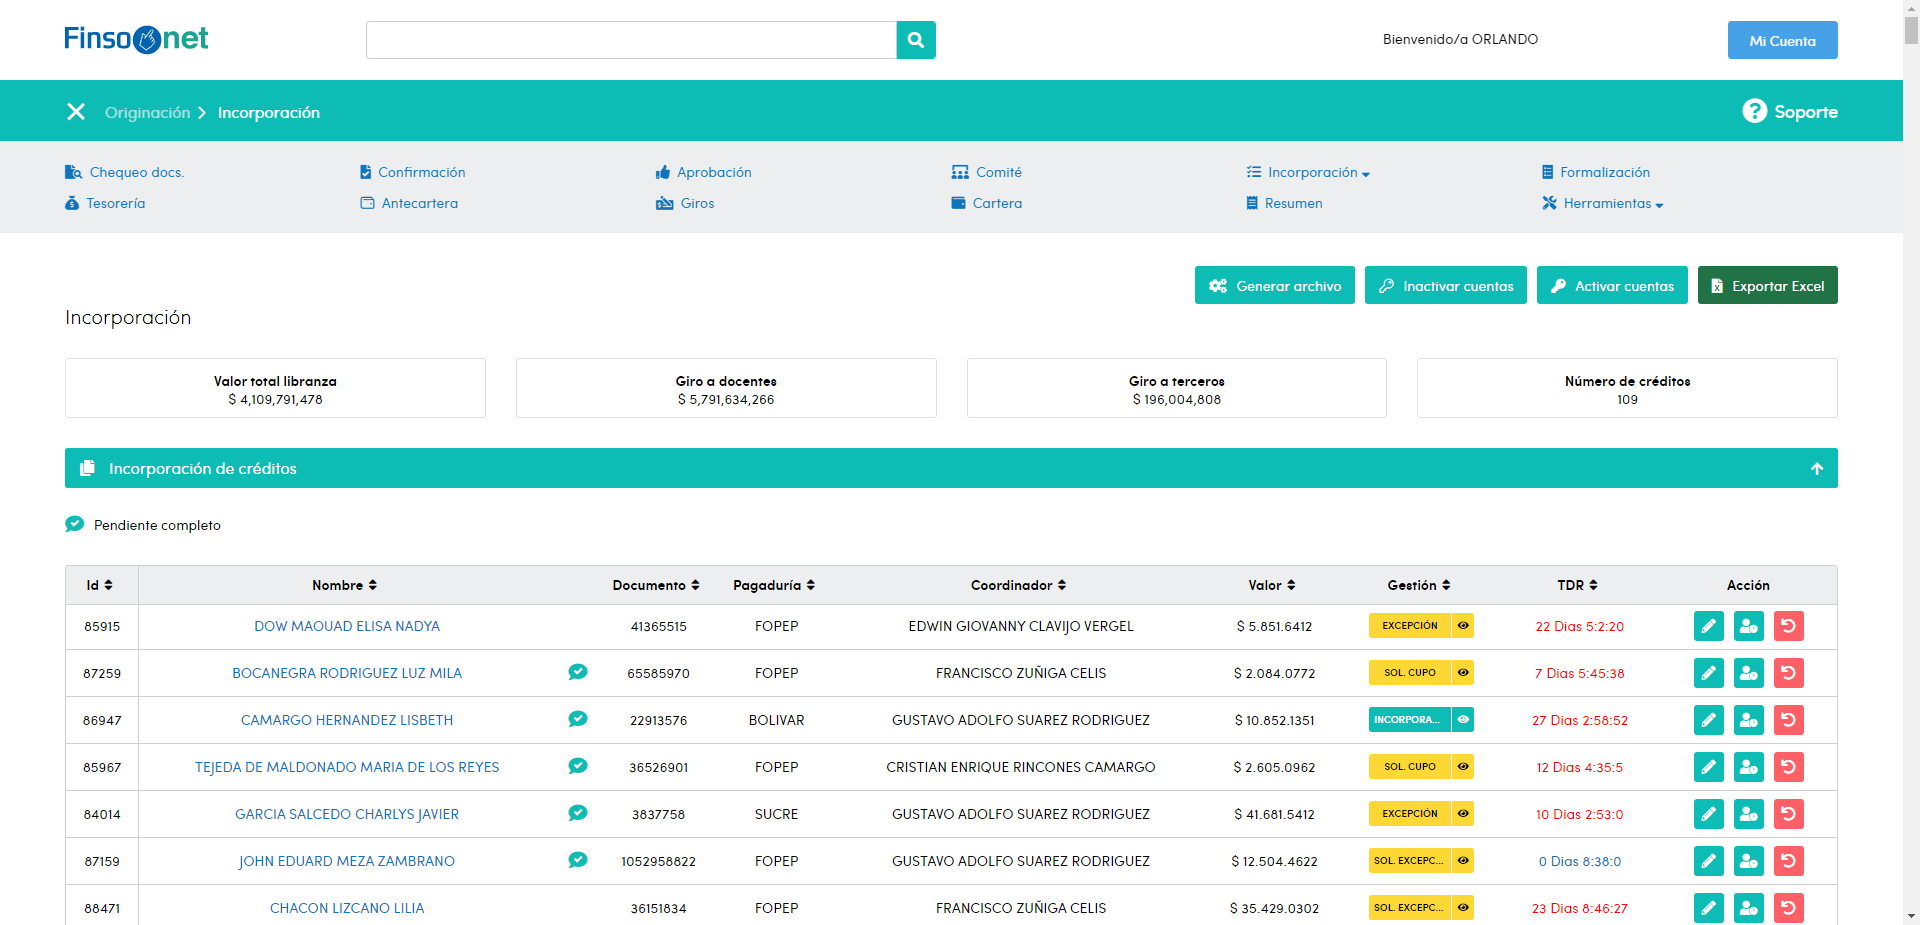 Finsonet
Bienvenido/a ORLANDO
Mi Cuenta
Originación
Incorporación
Soporte
Chequeo docs.
Confirmación
Aprobación
Comité
Incorporación
Formalización
Tesorería
Antecartera
Giros
Cartera
Resumen
Herramientas
Generar archivo
Inactivar cuentas
Activar cuentas
Exportar Excel
Incorporación
Valor total libranza
$ 4,109,791,478
Giro a docentes
$ 5,791,634,266
Giro a terceros
$ 196,004,808
Número de créditos
109
Incorporación de créditos
Pendiente completo
Id Nombre Documento Pagaduría Coordinador Valor Gestión TDR Acción
85915 DOW MAOUAD ELISA NADYA 41365515 FOPEP EDWIN GIOVANNY CLAVIJO VERGEL $ 5.851.6412 EXCEPCIÓN 22 Dias 5:2:20
87259 BOCANEGRA RODRIGUEZ LUZ MILA 65585970 FOPEP FRANCISCO ZUÑIGA CELIS $ 2.084.0772 SOL. CUPO 7 Dias 5:45:38
86947 CAMARGO HERNANDEZ LISBETH 22913576 BOLIVAR GUSTAVO ADOLFO SUAREZ RODRIGUEZ $ 10.852.1351 INCORPORA... 27 Dias 2:58:52
85967 TEJEDA DE MALDONADO MARIA DE LOS REYES 36526901 FOPEP CRISTIAN ENRIQUE RINCONES CAMARGO $ 2.605.0962 SOL. CUPO 12 Dias 4:35:5
84014 GARCIA SALCEDO CHARLYS JAVIER 3837758 SUCRE GUSTAVO ADOLFO SUAREZ RODRIGUEZ $ 41.681.5412 EXCEPCIÓN 10 Dias 2:53:0
87159 JOHN EDUARD MEZA ZAMBRANO 1052958822 FOPEP GUSTAVO ADOLFO SUAREZ RODRIGUEZ $ 12.504.4622 SOL. EXCEPC... 0 Dias 8:38:0
88471 CHACON LIZCANO LILIA 36151834 FOPEP FRANCISCO ZUÑIGA CELIS $ 35.429.0302 SOL. EXCEPC... 23 Dias 8:46:27